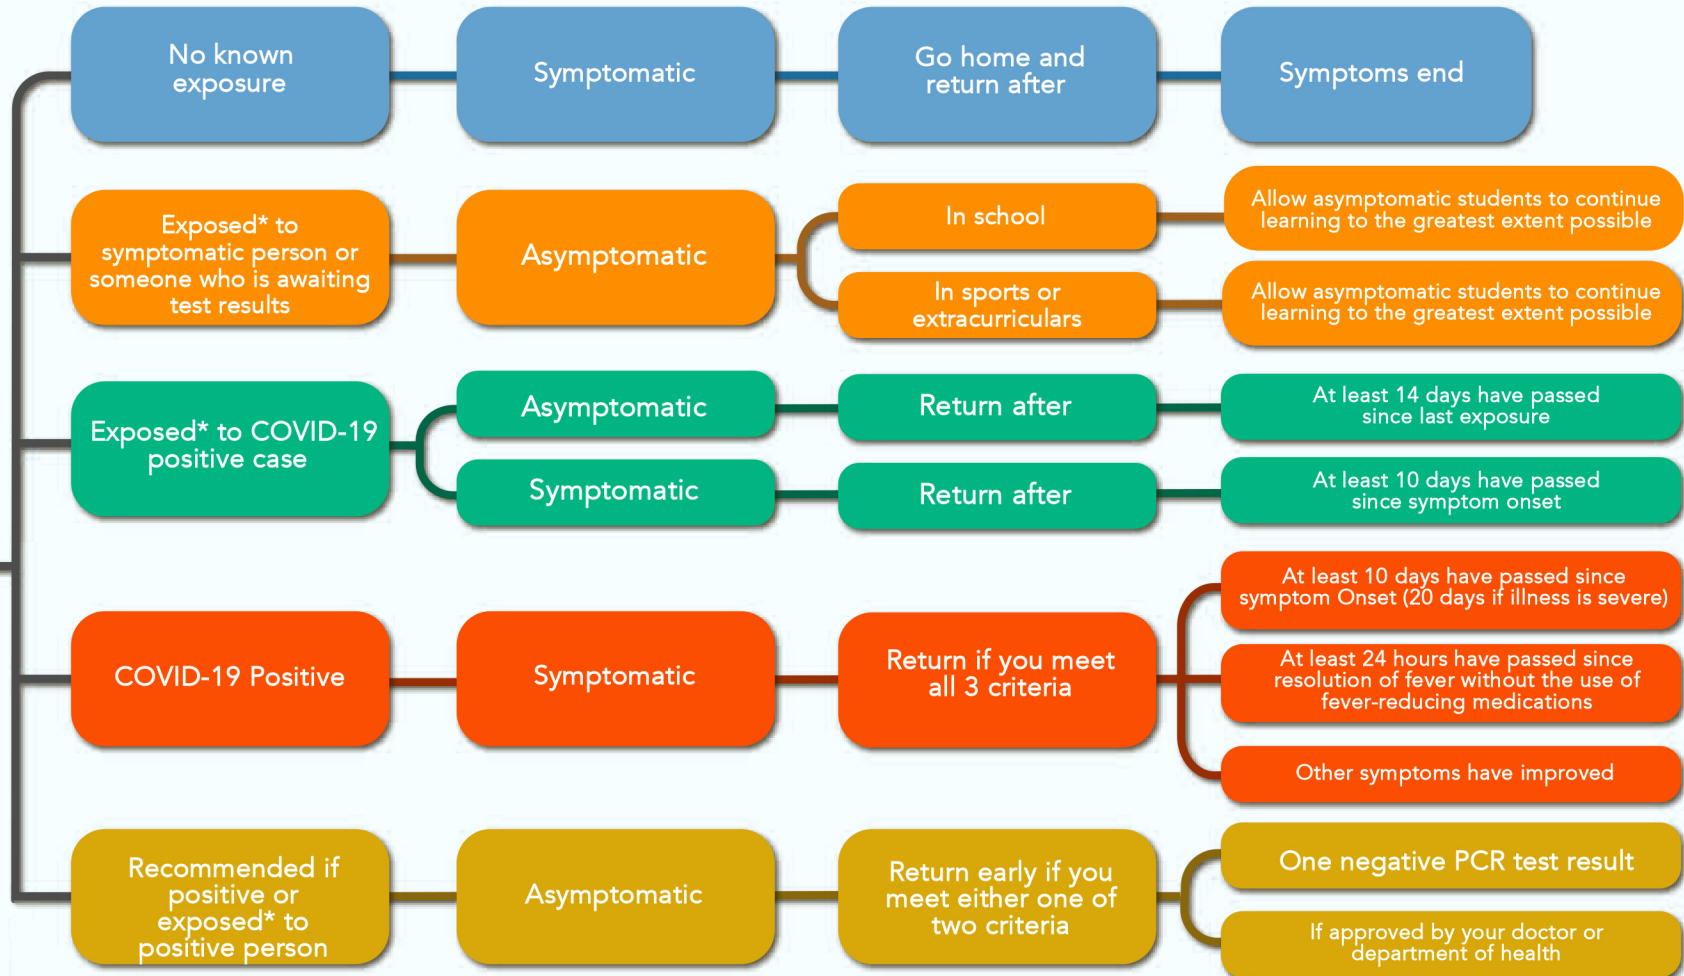 No known
exposure
Symptomatic
Go home and
return after
Symptoms end
Exposed* to
symptomatic person or
someone who is awaiting
test results
Asymptomatic
In school
Allow asymptomatic students to continue
learning to the greatest extent possible
In sports or
extracurriculars
Allow asymptomatic students to continue
learning to the greatest extent possible
Exposed* to COVID-19
positive case
Asymptomatic
Return after
At least 14 days have passed
since last exposure
Symptomatic
Return after
At least 10 days have passed
since symptom onset
COVID-19 Positive
Symptomatic
Return if you meet
all 3 criteria
At least 10 days have passed since
symptom Onset (20 days if illness is severe)
At least 24 hours have passed since
resolution of fever without the use of
fever-reducing medications
Other symptoms have improved
Recommended if
positive or
exposed* to
positive person
Asymptomatic
Return early if you
meet either one of
two criteria
One negative PCR test result
If approved by your doctor or
department of health